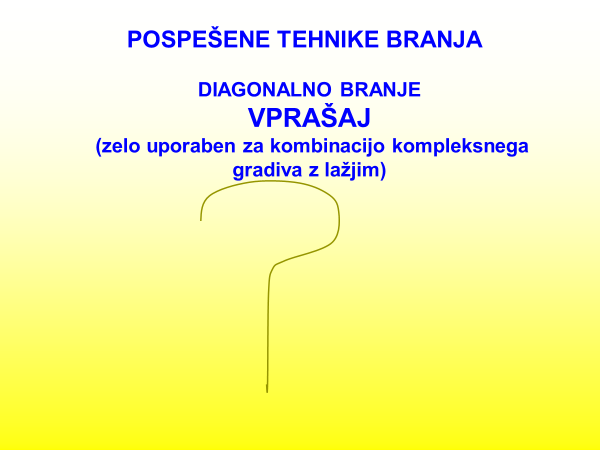 POSPEŠENE TEHNIKE BRANJA
DIAGONALNO BRANJE
VPRAŠAJ
(zelo uporaben za kombinacijo kompleksnega
gradiva z lažjim)